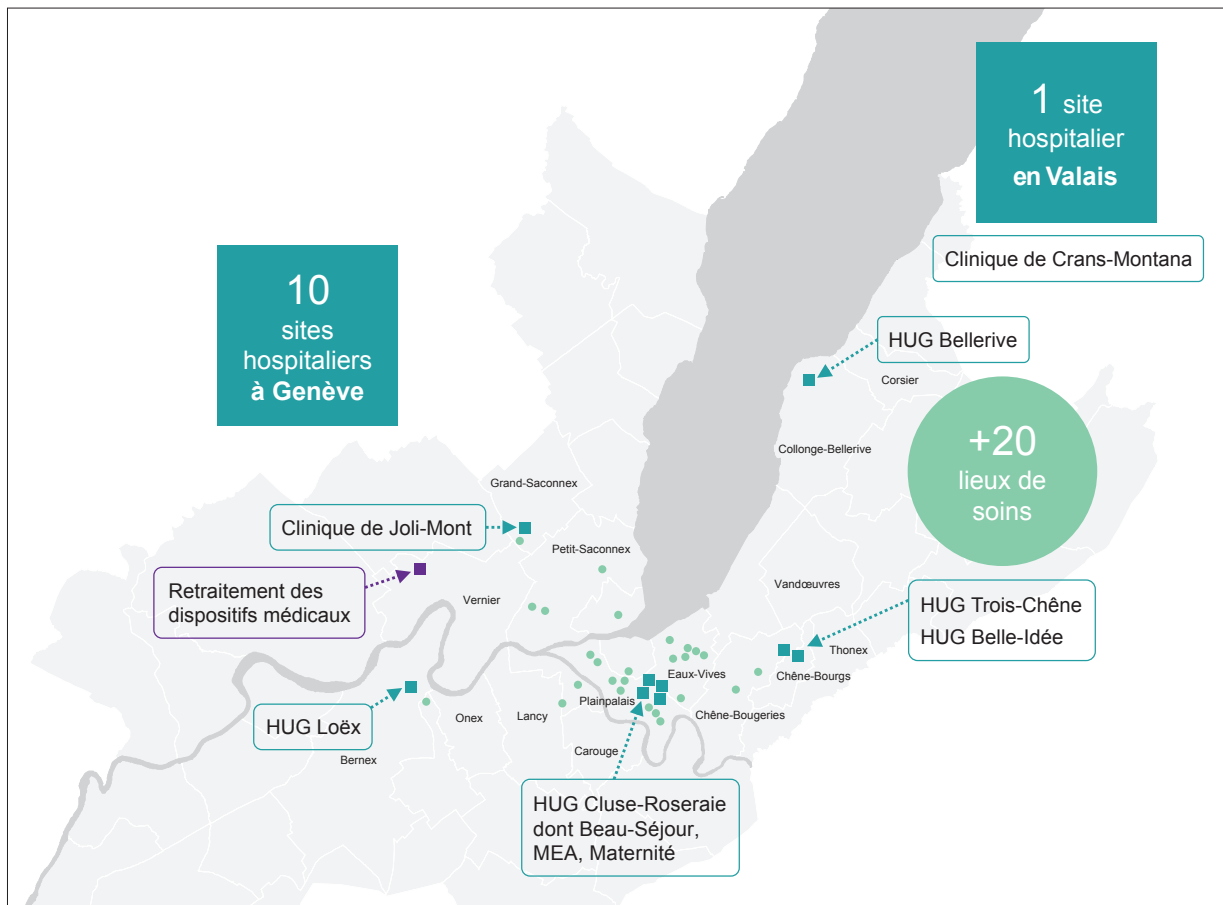 1 site
hospitalier
en Valais
Clinique de Crans-Montana
10
sites
hospitaliers
à Genève
HUG Bellerive
Corsier
+20
lieux de
soins
Collonge-Bellerive
Grand-Saconnex
Clinique de Joli-Mont
Petit-Saconnex
Retraitement des
dispositifs médicaux
Vernier
Vandœuvres
HUG Trois-Chêne
HUG Belle-Idée
Thonex
Chêne-Bourgs
Eaux-Vives
Plainpalais
Chêne-Bougeries
HUG Loëx
Onex
Lancy
Bernex
Carouge
HUG Cluse-Roseraie
dont Beau-Séjour,
MEA, Maternité